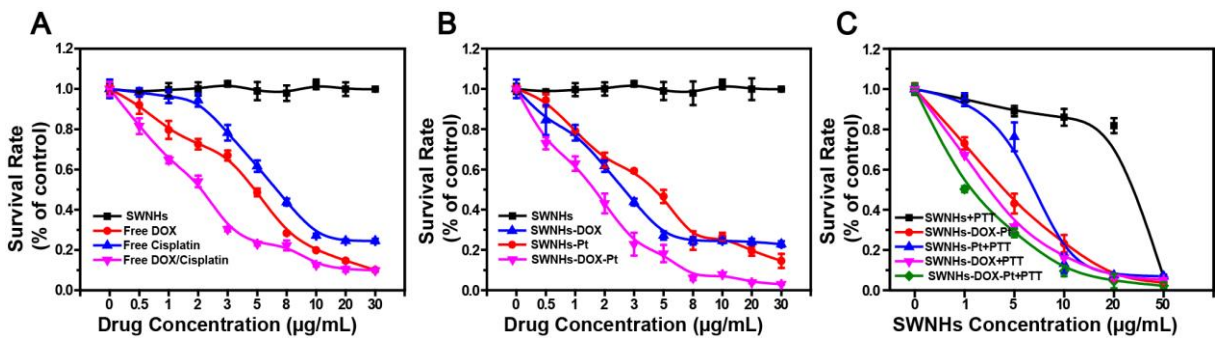 A
Survival Rate
(% of control)
1.2
1.0
0.8
0.6
0.4
0.2
0.0
SWNHs
Free DOX
Free Cisplatin
Free DOX/Cisplatin
0 0.5 1 2 3 5 8 10 20 30
Drug Concentration (µg/mL)
B
Survival Rate
(% of control)
1.2
1.0
0.8
0.6
0.4
0.2
0.0
SWNHs
SWNHs-DOX
SWNHs-Pt
SWNHs-DOX-Pt
0 0.5 1 2 3 5 8 10 20 30
Drug Concentration (µg/mL)
C
Survival Rate
(% of control)
1.2
1.0
0.8
0.6
0.4
0.2
0.0
SWNHs+PTT
SWNHs-DOX-Pt
SWNHs-Pt+PTT
SWNHs-DOX+PTT
SWNHs-DOX-Pt+PTT
0 1 5 10 20 50
SWNHs Concentration (µg/mL)